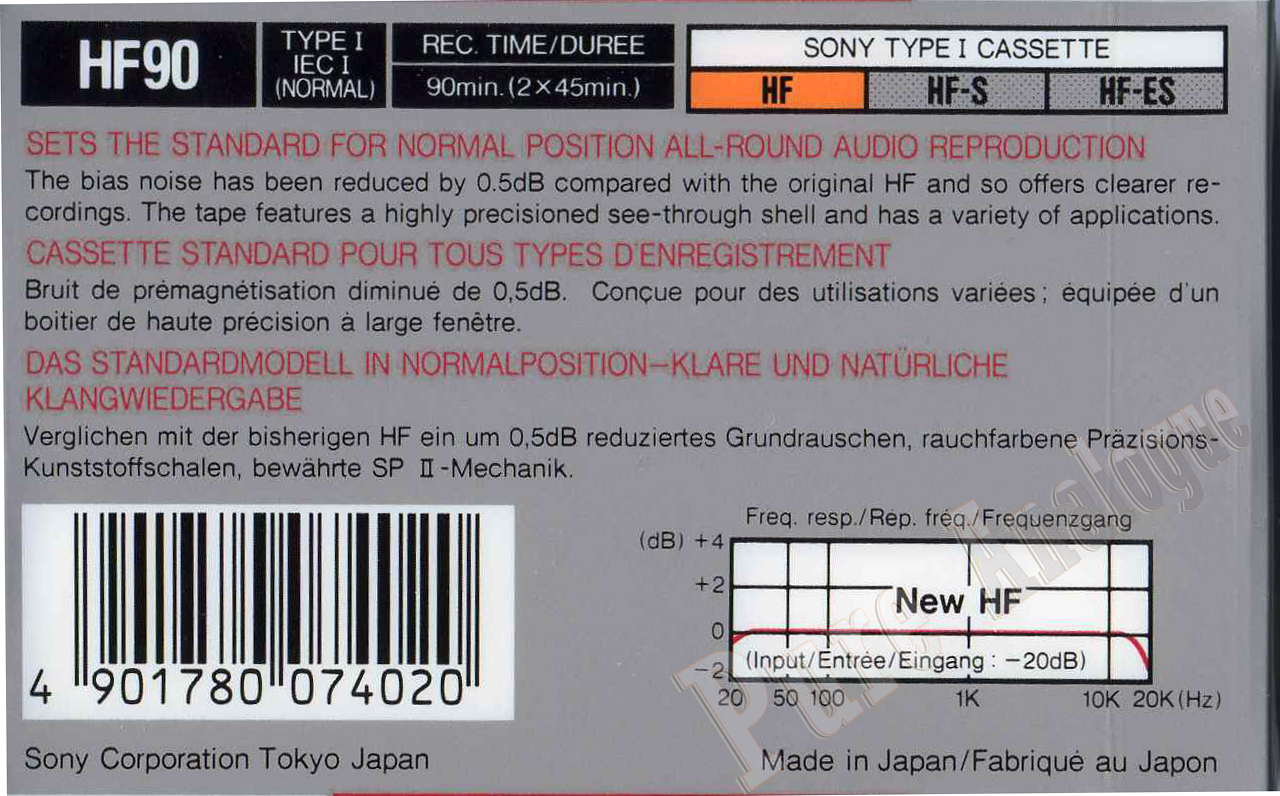 HF90
TYPE I
IEC I
(NORMAL)
REC. TIME/DUREE
90min. (2×45min.)
SONY TYPE I CASSETTE
HF
HF-S
HF-ES
SETS THE STANDARD FOR NORMAL POSITION ALL-ROUND AUDIO REPRODUCTION
The bias noise has been reduced by 0.5dB compared with the original HF and so offers clearer re-
cordings. The tape features a highly precisioned see-through shell and has a variety of applications.
CASSETTE STANDARD POUR TOUS TYPES D'ENREGISTREMENT
Bruit de prémagnétisation diminué de 0,5dB. Conçue pour des utilisations variées; équipée d'un
boitier de haute précision à large fenêtre.
DAS STANDARDMODELL IN NORMALPOSITION—KLARE UND NATÜRLICHE
KLANGWIEDERGABE
Verglichen mit der bisherigen HF ein um 0,5dB reduziertes Grundrauschen, rauchfarbene Präzisions-
Kunststoffschalen, bewährte SP II-Mechanik.
4 901780 074020
Freq. resp./Rép. fréq./Frequenzgang
(dB) +4
+2
New HF
0
(Input/Entrée/Eingang : −20dB)
−2
20 50 100 1K 10K 20K (Hz)
Pure Analogue
Sony Corporation Tokyo Japan
Made in Japan/Fabriqué au Japon